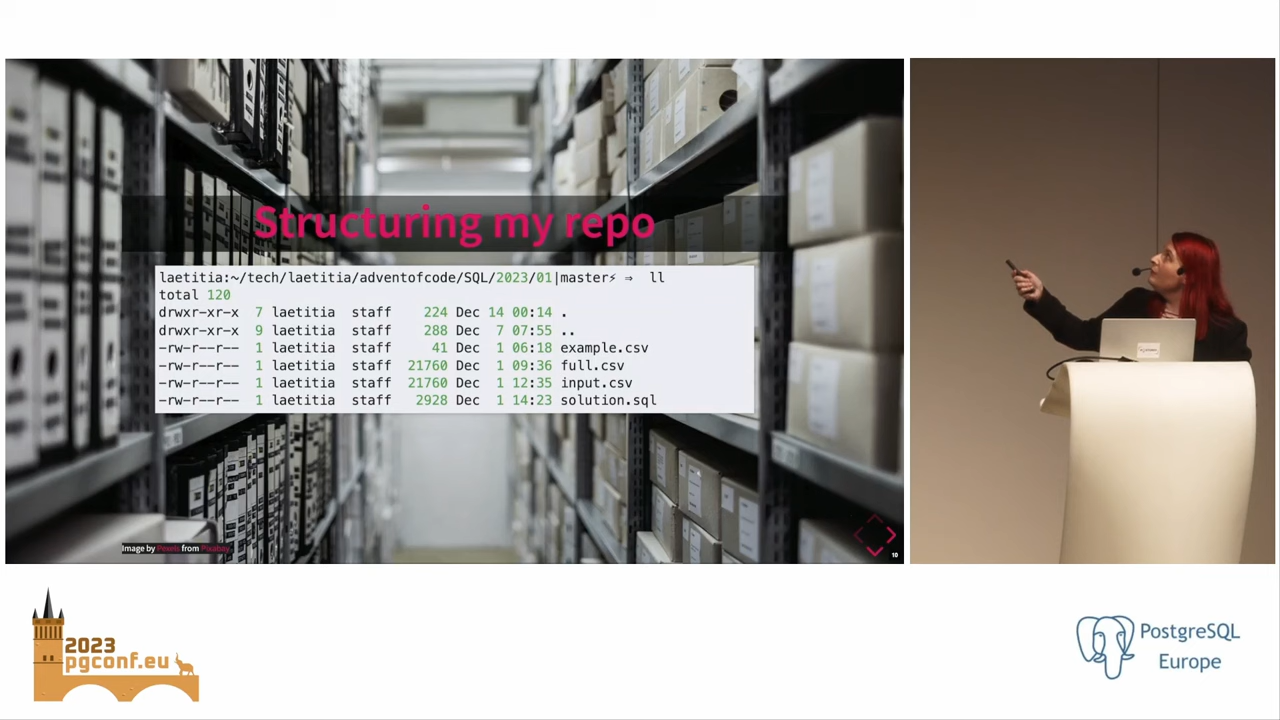 Structuring my repo
laetitia:~/tech/laetitia/adventofcode/SQL/2023/01|master⚡ ⇒  ll
total 120
drwxr-xr-x  7 laetitia  staff    224 Dec 14 00:14 .
drwxr-xr-x  9 laetitia  staff    288 Dec  7 07:55 ..
-rw-r--r--  1 laetitia  staff     41 Dec  1 06:18 example.csv
-rw-r--r--  1 laetitia  staff  21760 Dec  1 09:36 full.csv
-rw-r--r--  1 laetitia  staff  21760 Dec  1 12:35 input.csv
-rw-r--r--  1 laetitia  staff   2928 Dec  1 14:23 solution.sql
Image by Pexels from Pixabay
10
2023
pgconf.eu
PostgreSQL
Europe